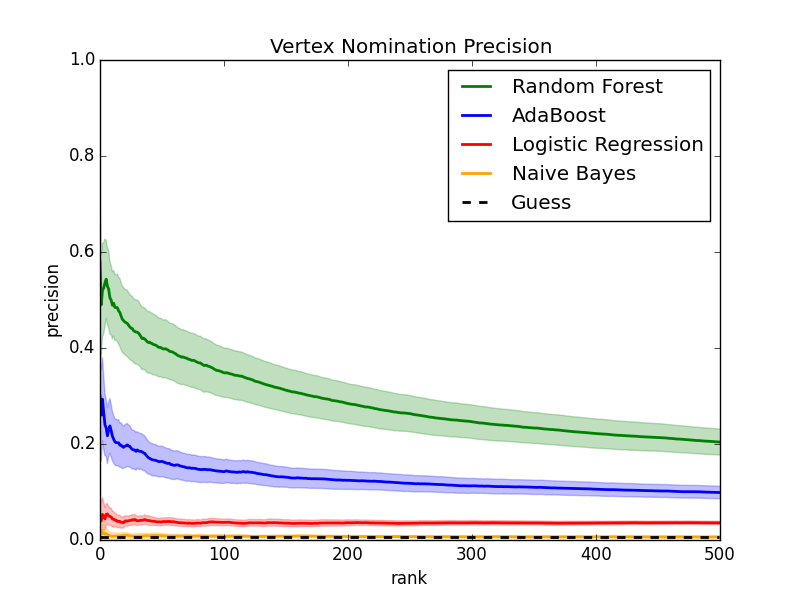 Vertex Nomination Precision
1.0
0.8
0.6
0.4
0.2
0.0
precision
Random Forest
AdaBoost
Logistic Regression
Naive Bayes
Guess
0
100
200
300
400
500
rank